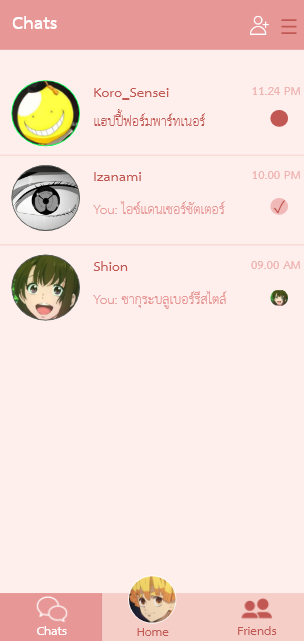 Chats
Koro_Sensei
11.24 PM
แฮปปี้ฟอร์มพาร์ทเนอร์
Izanami
10.00 PM
You: ไอซ์แดนเซอร์ซัตเตอร์
Shion
09.00 AM
You: ซากุระบลูเบอร์รีสไตล์
Chats
Home
Friends